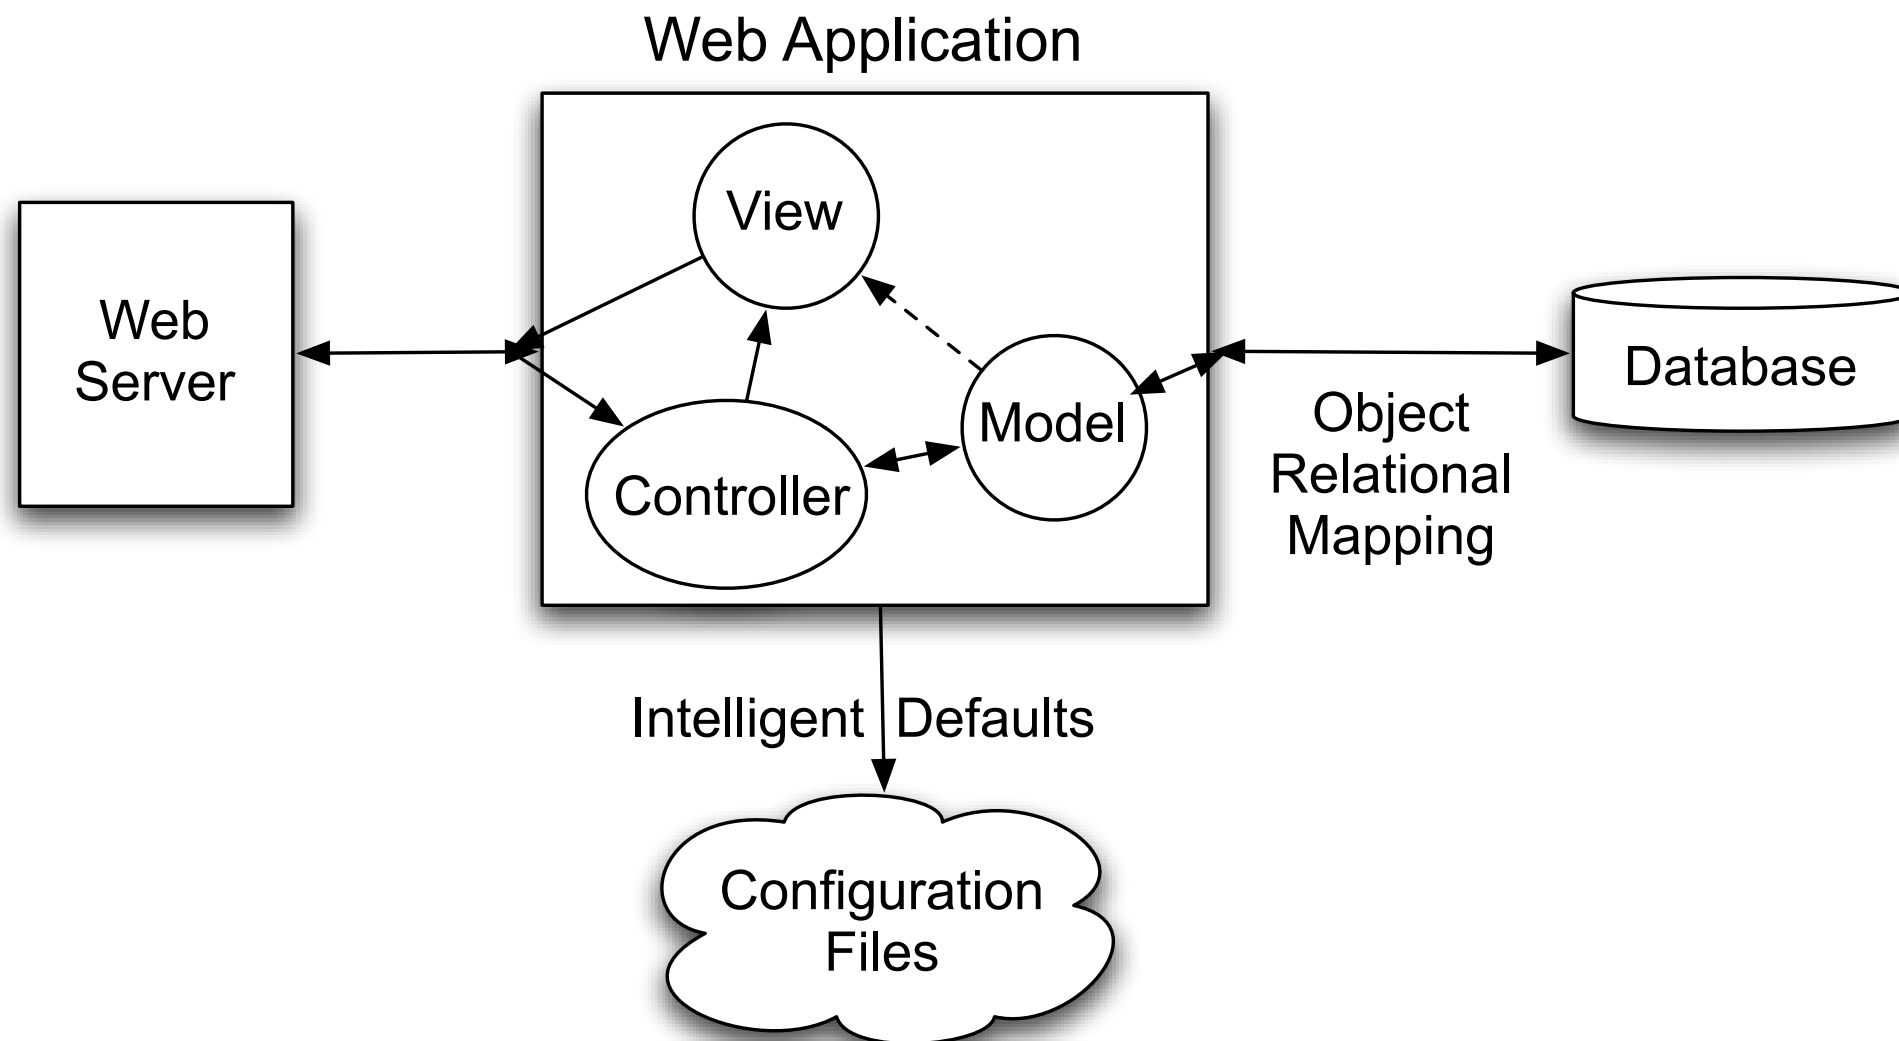 Web Application
View
Web
Server
Database
Model
Object
Relational
Mapping
Controller
Intelligent Defaults
Configuration
Files